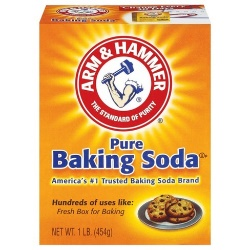 ARM & HAMMER
THE STANDARD OF PURITY
Pure
Baking Soda®
America's #1 Trusted Baking Soda Brand
Hundreds of uses like:
Fresh Box for Baking
NET WT 1 LB. (454g)